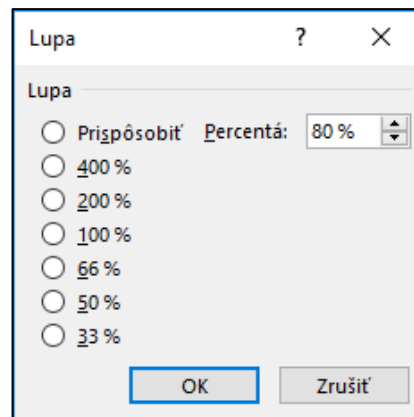 Lupa ?
Lupa
Prispôsobiť Percentá: 80 %
400 %
200 %
100 %
66 %
50 %
33 %
OK Zrušiť